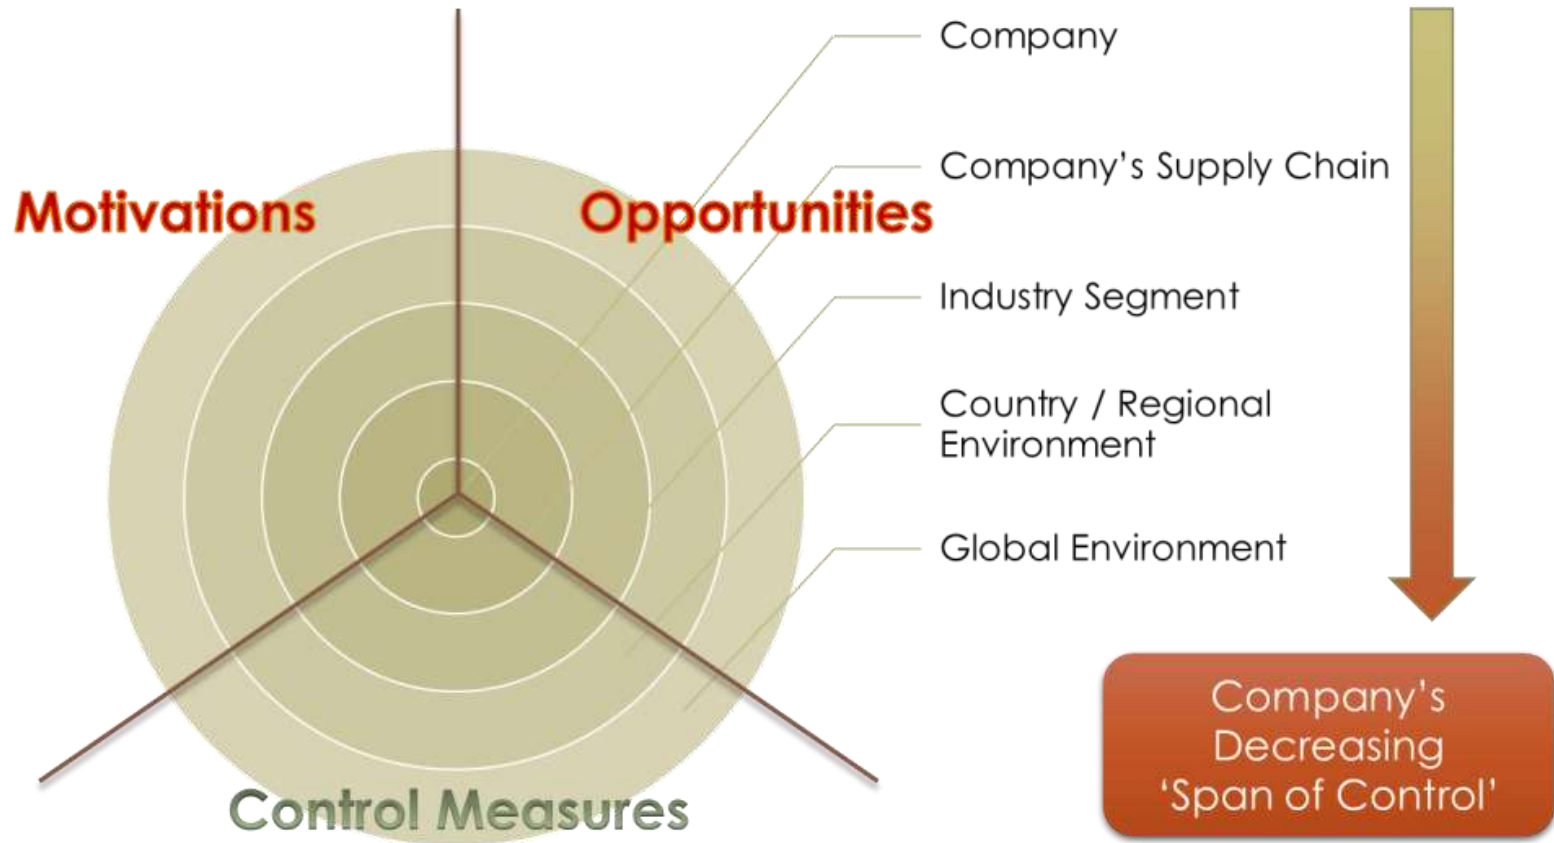 Company
Company’s Supply Chain
Motivations
Opportunities
Industry Segment
Country / Regional
Environment
Global Environment
Control Measures
Company’s
Decreasing
‘Span of Control’